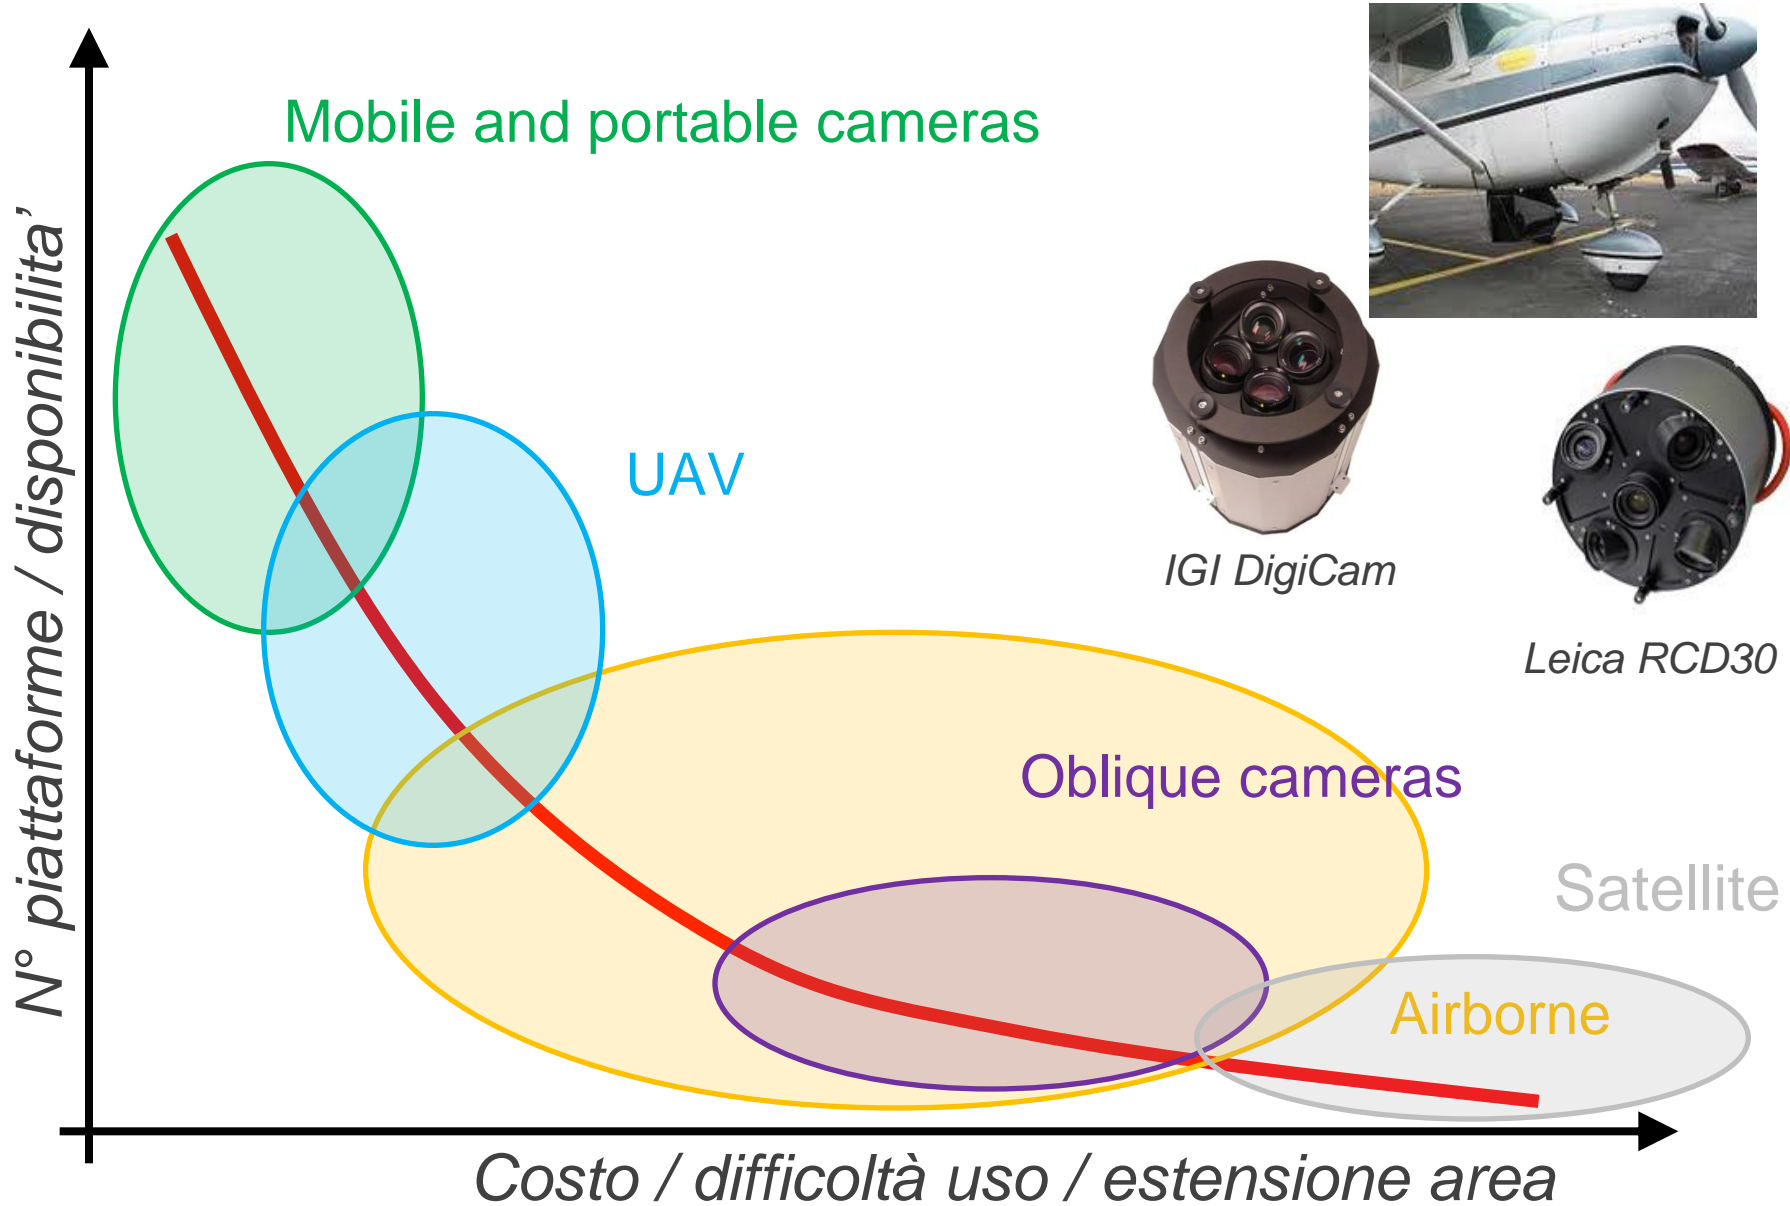 Mobile and portable cameras
N° piattaforme / disponibilita’
UAV
IGI DigiCam
Leica RCD30
Oblique cameras
Satellite
Airborne
Costo / difficoltà uso / estensione area